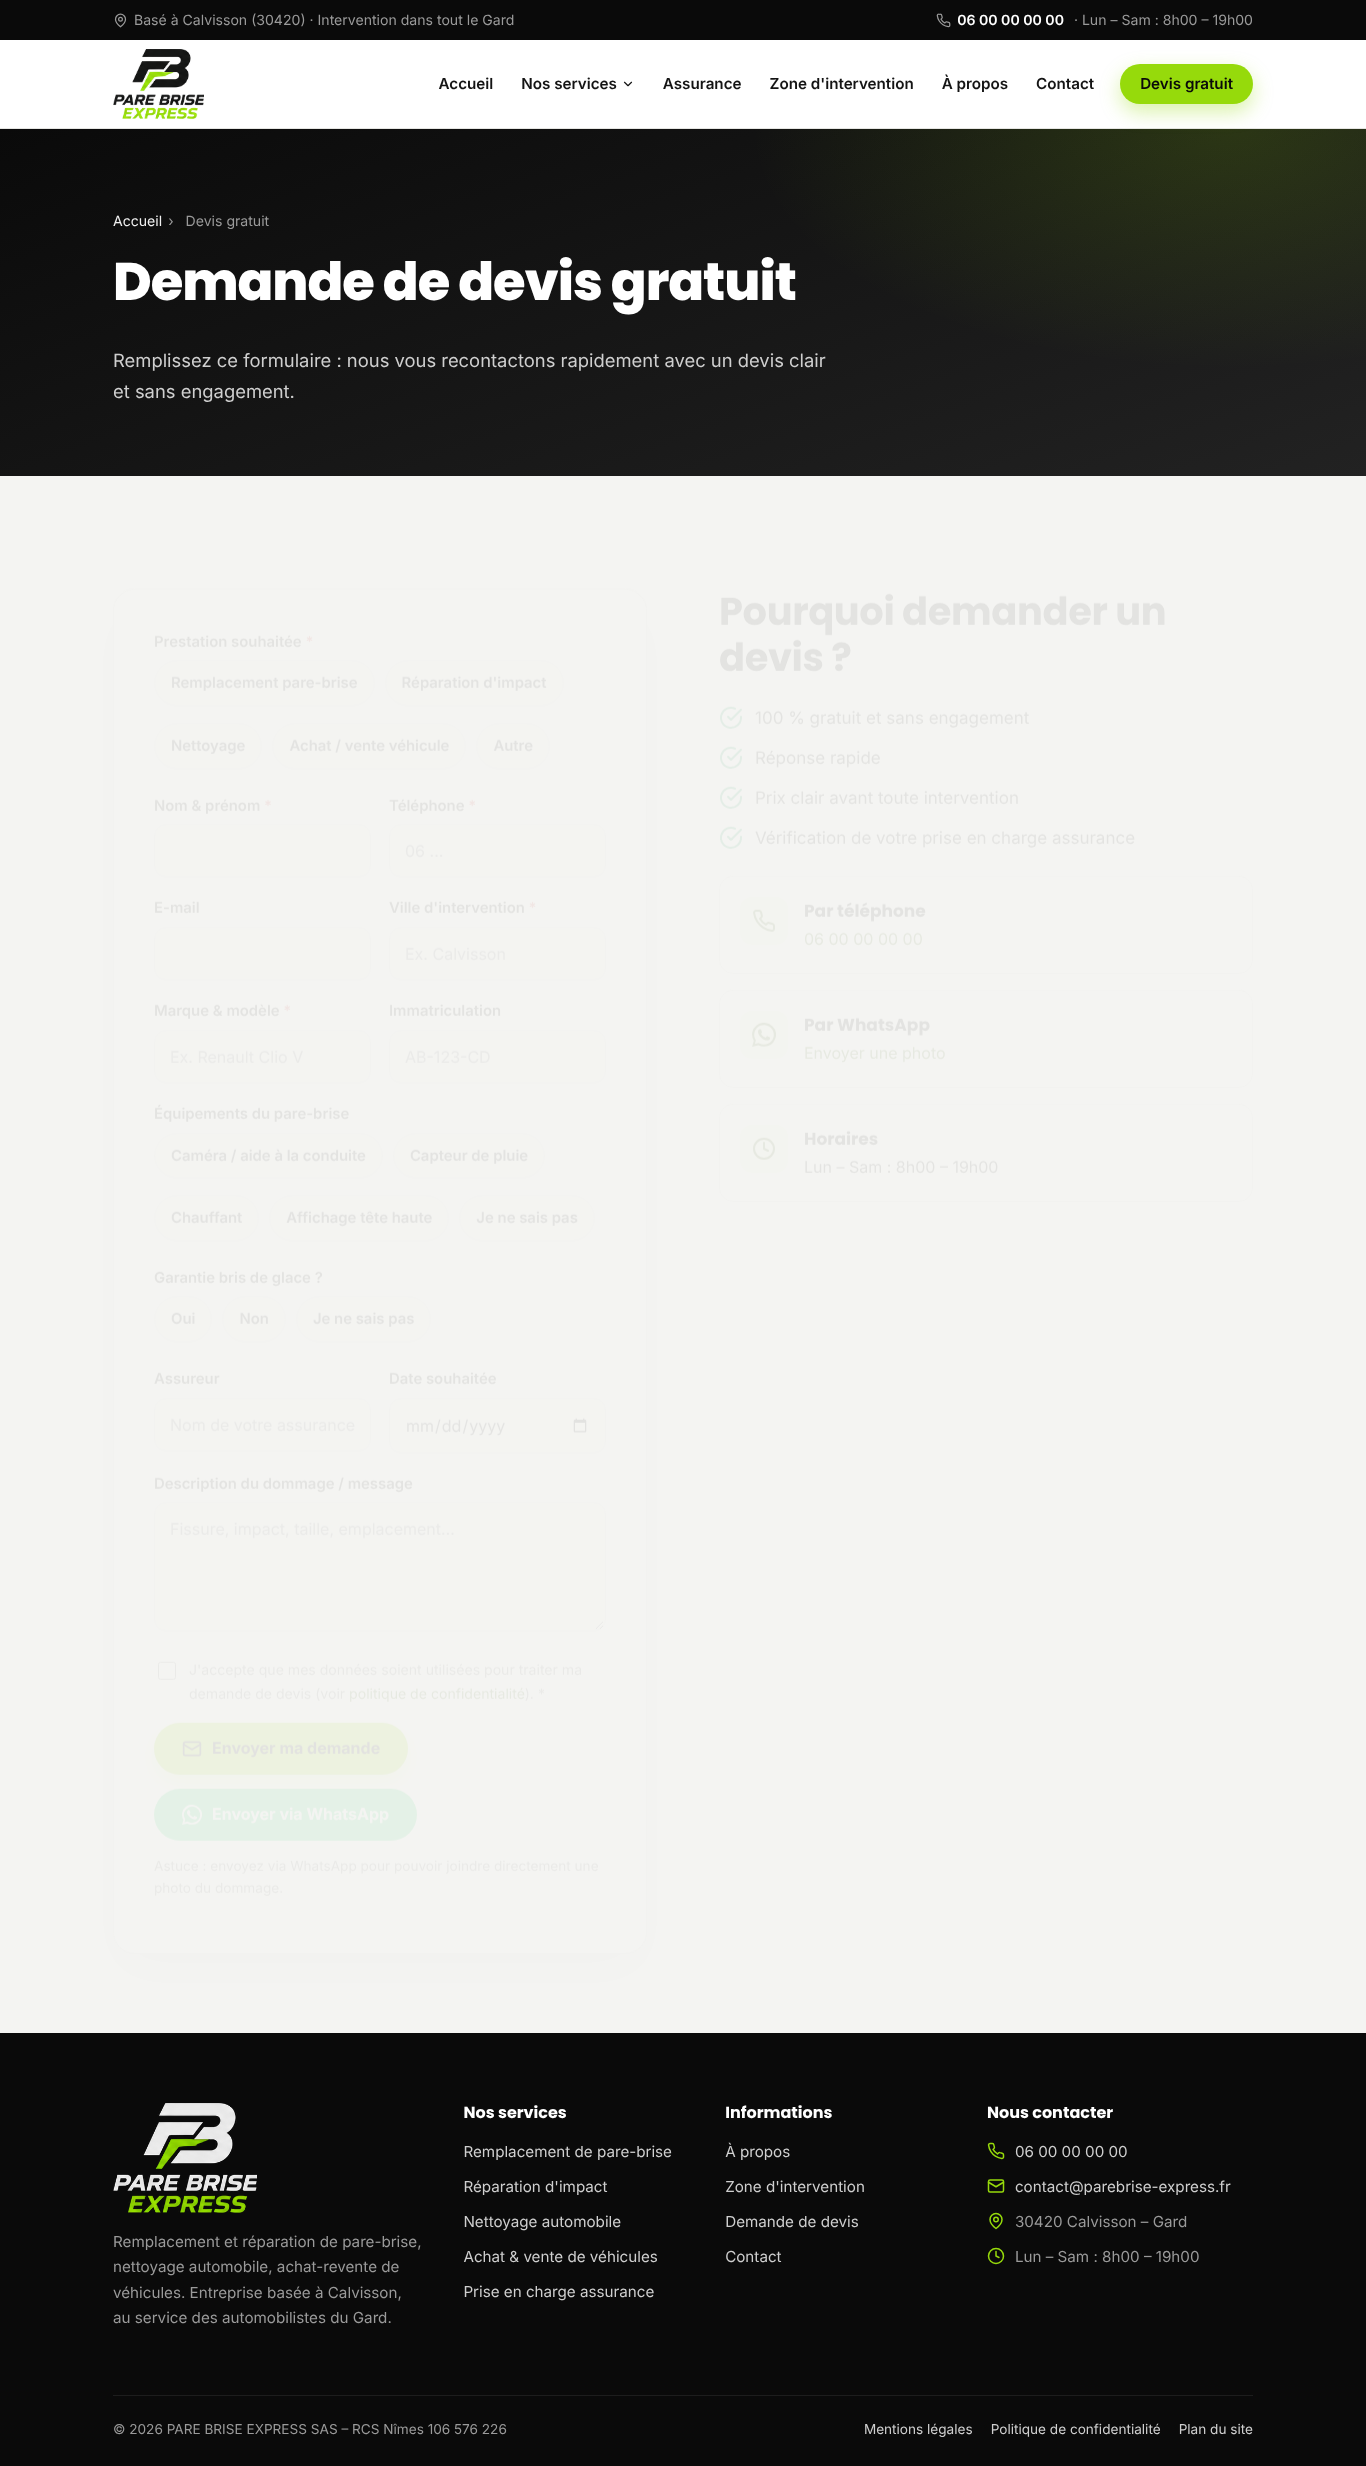 Basé à Calvisson (30420) · Intervention dans tout le Gard
06 00 00 00 00 · Lun – Sam : 8h00 – 19h00
PARE BRISE
EXPRESS
Accueil
Nos services
Assurance
Zone d'intervention
À propos
Contact
Devis gratuit
Accueil › Devis gratuit
Demande de devis gratuit
Remplissez ce formulaire : nous vous recontactons rapidement avec un devis clair
et sans engagement.
Prestation souhaitée *
Remplacement pare-brise
Réparation d'impact
Nettoyage
Achat / vente véhicule
Autre
Nom & prénom *
Téléphone *
06 ...
E-mail
Ville d'intervention *
Ex. Calvisson
Marque & modèle *
Immatriculation
Ex. Renault Clio V
AB-123-CD
Équipements du pare-brise
Caméra / aide à la conduite
Capteur de pluie
Chauffant
Affichage tête haute
Je ne sais pas
Garantie bris de glace ?
Oui
Non
Je ne sais pas
Assureur
Date souhaitée
Nom de votre assurance
mm/dd/yyyy
Description du dommage / message
Fissure, impact, taille, emplacement...
J'accepte que mes données soient utilisées pour traiter ma
demande de devis (voir politique de confidentialité). *
Envoyer ma demande
Envoyer via WhatsApp
Astuce : envoyez via WhatsApp pour pouvoir joindre directement une
photo du dommage.
Pourquoi demander un
devis ?
100 % gratuit et sans engagement
Réponse rapide
Prix clair avant toute intervention
Vérification de votre prise en charge assurance
Par téléphone
06 00 00 00 00
Par WhatsApp
Envoyer une photo
Horaires
Lun – Sam : 8h00 – 19h00
PARE BRISE
EXPRESS
Remplacement et réparation de pare-brise,
nettoyage automobile, achat-revente de
véhicules. Entreprise basée à Calvisson,
au service des automobilistes du Gard.
Nos services
Remplacement de pare-brise
Réparation d'impact
Nettoyage automobile
Achat & vente de véhicules
Prise en charge assurance
Informations
À propos
Zone d'intervention
Demande de devis
Contact
Nous contacter
06 00 00 00 00
contact@parebrise-express.fr
30420 Calvisson – Gard
Lun – Sam : 8h00 – 19h00
© 2026 PARE BRISE EXPRESS SAS – RCS Nîmes 106 576 226
Mentions légales
Politique de confidentialité
Plan du site